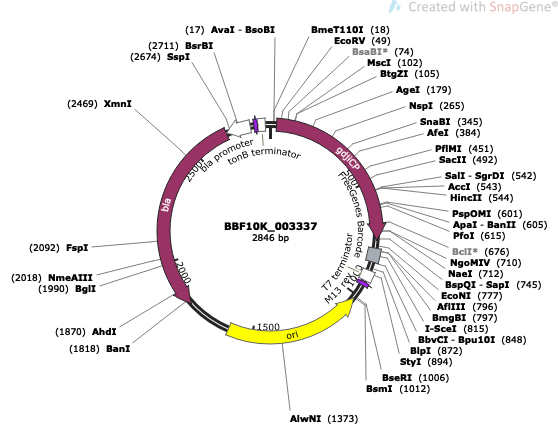 Created with SnapGene®
(17) AvaI - BsoBI
(2711) BsrBI
(2674) SspI
(2469) XmnI
(2092) FspI
(2018) NmeAIII
(1990) BglI
(1870) AhdI
(1818) BanI
BmeT110I (18)
EcoRV (49)
BsaBI* (74)
MscI (102)
BtgZI (105)
AgeI (179)
NspI (265)
SnaBI (345)
AfeI (384)
PflMI (451)
SacII (492)
SalI - SgrDI (542)
AccI (543)
HincII (544)
PspOMI (601)
ApaI - BanII (605)
PfoI (615)
BclI* (676)
NgoMIV (710)
NaeI (712)
BspQI - SapI (745)
EcoNI (777)
AflIII (796)
BmgBI (797)
I-SceI (815)
BbvCI - Bpu10I (848)
BlpI (872)
StyI (894)
BseRI (1006)
BsmI (1012)
AlwNI (1373)
bla promoter
tonB terminator
gdjlCP
FreeGenes Barcode
T7 terminator
M13 rev
bla
ori
2500
2000
1500
BBF10K_003337
2846 bp